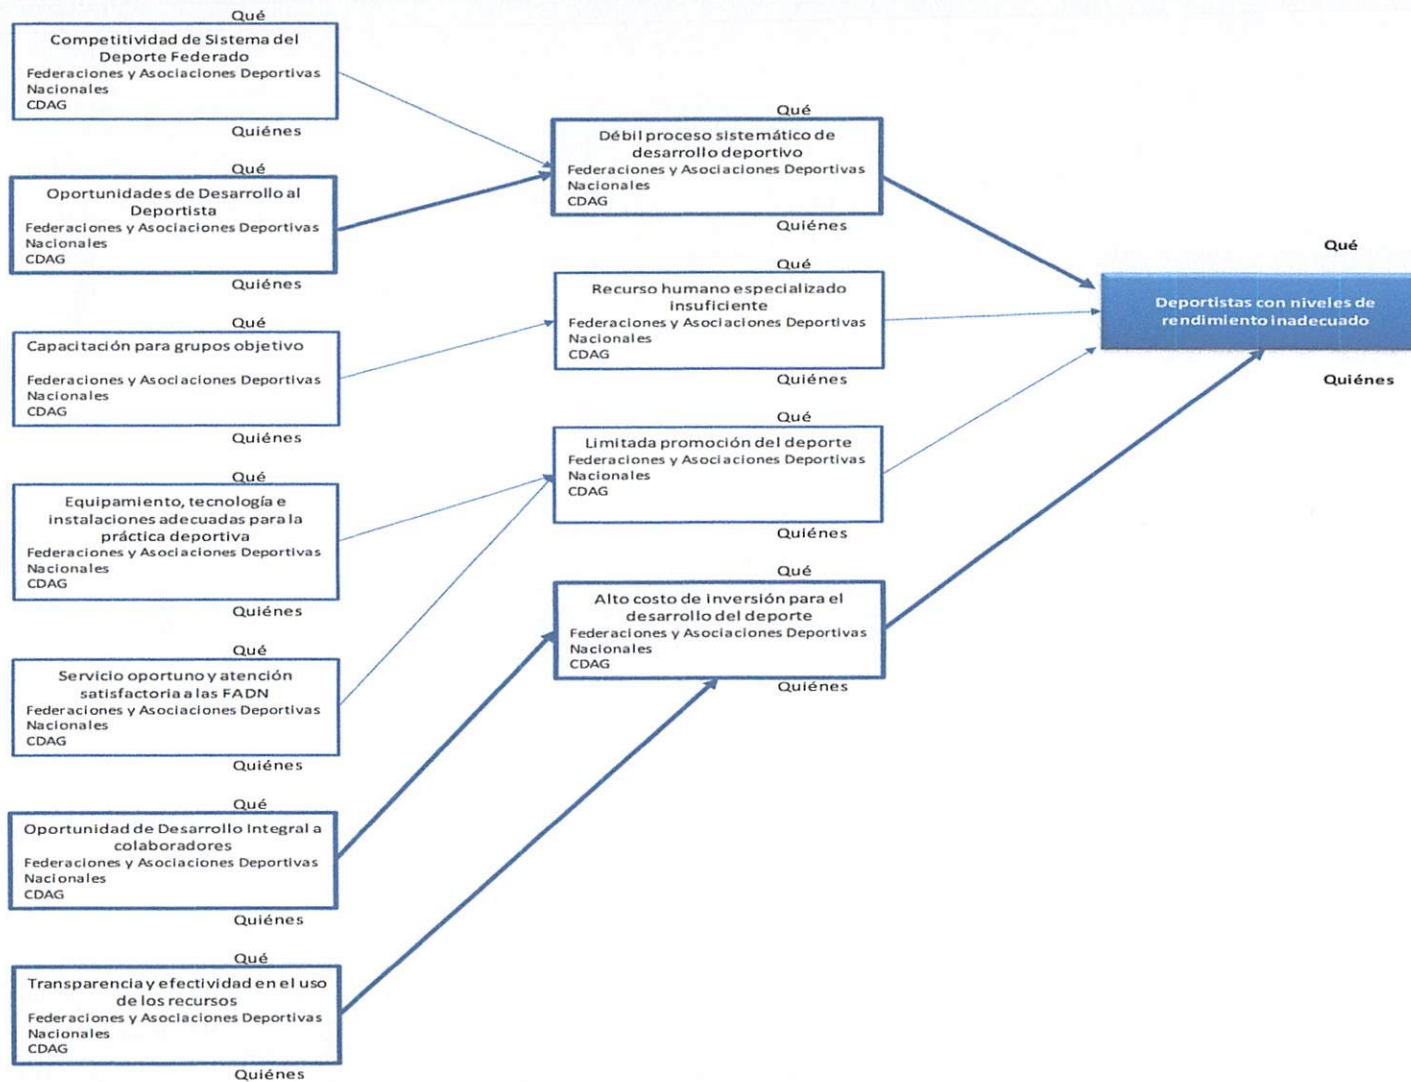 Qué
Competitividad de Sistema del
Deporte Federado
Federaciones y Asociaciones Deportivas
Nacionales
CDAG
Quiénes
Qué
Oportunidades de Desarrollo al
Deportista
Federaciones y Asociaciones Deportivas
Nacionales
CDAG
Quiénes
Qué
Capacitación para grupos objetivo
Federaciones y Asociaciones Deportivas
Nacionales
CDAG
Quiénes
Qué
Equipamiento, tecnología e
instalaciones adecuadas para la
práctica deportiva
Federaciones y Asociaciones Deportivas
Nacionales
CDAG
Quiénes
Qué
Servicio oportuno y atención
satisfactoria a las FADN
Federaciones y Asociaciones Deportivas
Nacionales
CDAG
Quiénes
Qué
Oportunidad de Desarrollo Integral a
colaboradores
Federaciones y Asociaciones Deportivas
Nacionales
CDAG
Quiénes
Qué
Transparencia y efectividad en el uso
de los recursos
Federaciones y Asociaciones Deportivas
Nacionales
CDAG
Quiénes
Qué
Débil proceso sistemático de
desarrollo deportivo
Federaciones y Asociaciones Deportivas
Nacionales
CDAG
Quiénes
Qué
Recurso humano especializado
insuficiente
Federaciones y Asociaciones Deportivas
Nacionales
CDAG
Quiénes
Qué
Limitada promoción del deporte
Federaciones y Asociaciones Deportivas
Nacionales
CDAG
Quiénes
Qué
Alto costo de inversión para el
desarrollo del deporte
Federaciones y Asociaciones Deportivas
Nacionales
CDAG
Quiénes
Qué
Deportistas con niveles de
rendimiento inadecuado
Quiénes